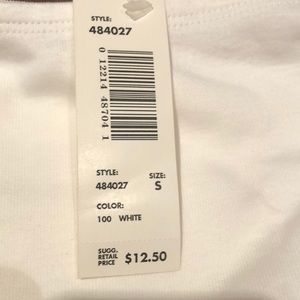 STYLE:
484027
0 12214 48704 1
STYLE: SIZE:
484027 S
COLOR:
100 WHITE
SUGG.
RETAIL $12.50
PRICE